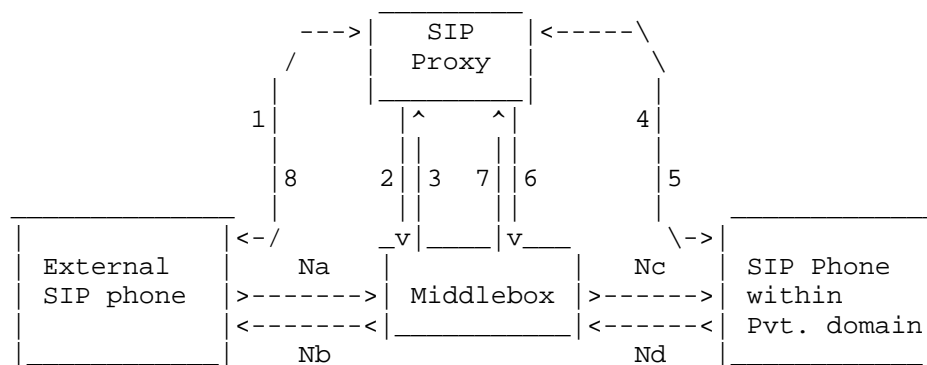 SIP
Proxy
1 4
8 2 3 7 6 5
External Na Nc SIP Phone
SIP phone Middlebox within
Pvt. domain
Nb Nd